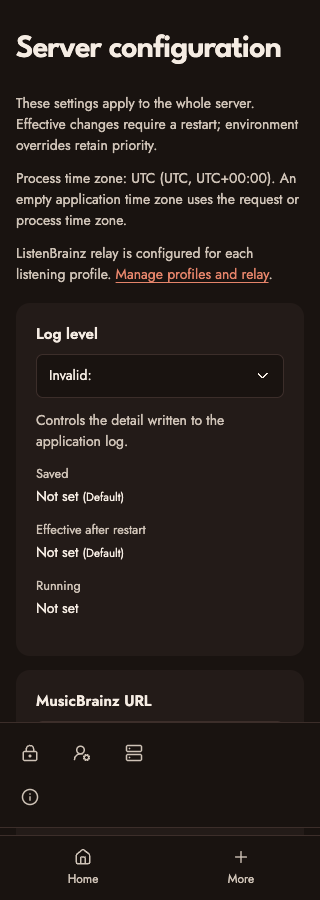 Server configuration
These settings apply to the whole server.
Effective changes require a restart; environment
overrides retain priority.
Process time zone: UTC (UTC, UTC+00:00). An
empty application time zone uses the request or
process time zone.
ListenBrainz relay is configured for each
listening profile. Manage profiles and relay.
Log level
Invalid:
Controls the detail written to the
application log.
Saved
Not set (Default)
Effective after restart
Not set (Default)
Running
Not set
MusicBrainz URL
Home
More